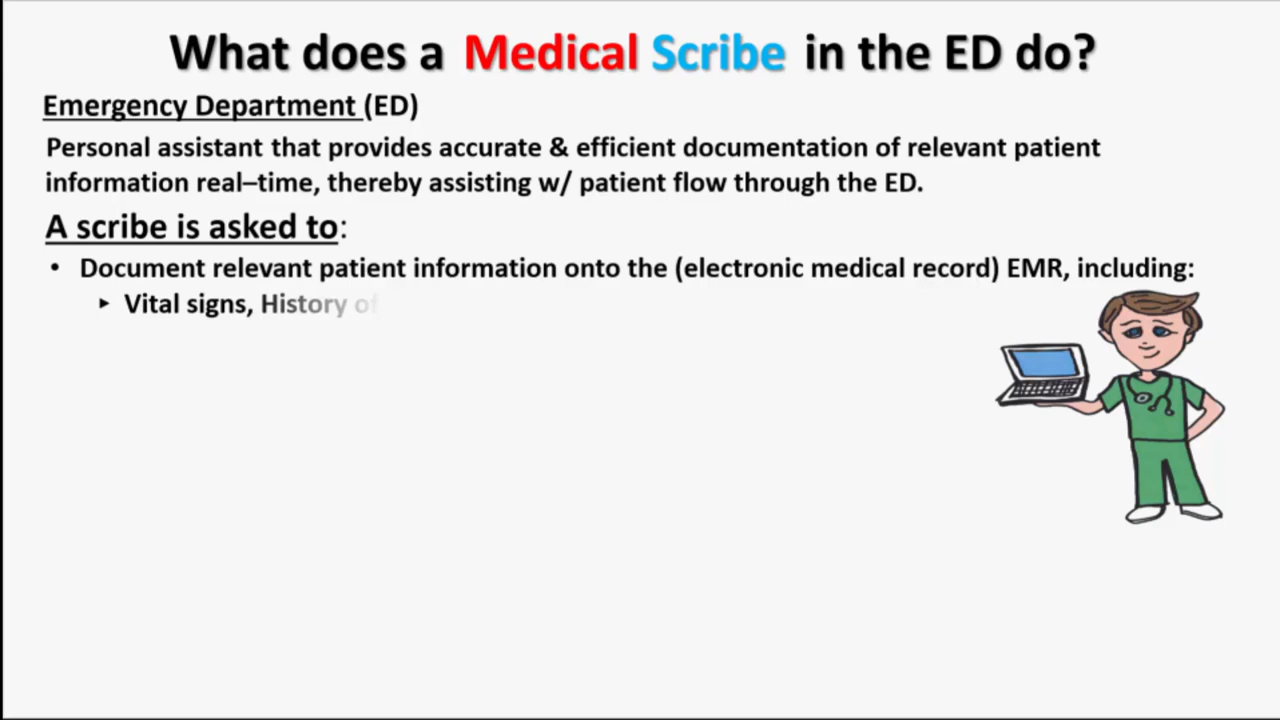 What does a Medical Scribe in the ED do?
Emergency Department (ED)
Personal assistant that provides accurate & efficient documentation of relevant patient
information real–time, thereby assisting w/ patient flow through the ED.
A scribe is asked to:
• Document relevant patient information onto the (electronic medical record) EMR, including:
‣ Vital signs, History of